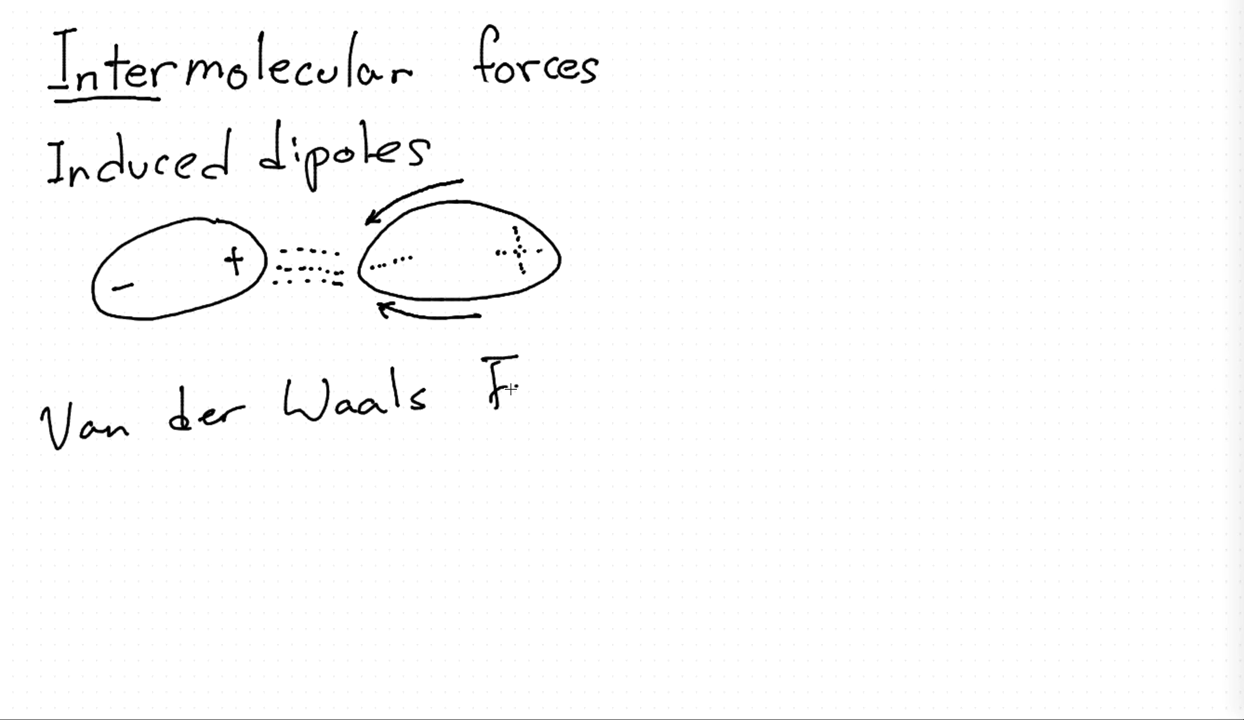 Intermolecular forces
Induced dipoles
- + - +
Van der Waals F